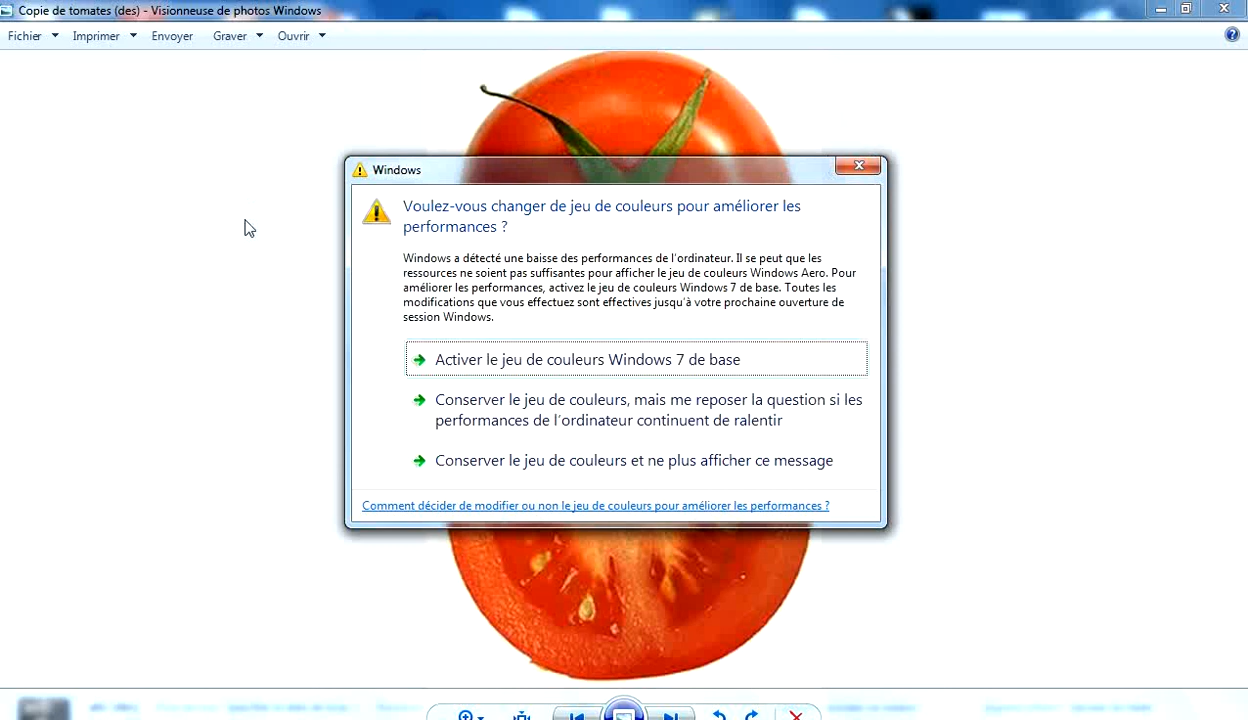 Copie de tomates (des) - Visionneuse de photos Windows
Fichier Imprimer Envoyer Graver Ouvrir
Windows
Voulez-vous changer de jeu de couleurs pour améliorer les
performances ?
Windows a détecté une baisse des performances de l'ordinateur. Il se peut que les
ressources ne soient pas suffisantes pour afficher le jeu de couleurs Windows Aero. Pour
améliorer les performances, activez le jeu de couleurs Windows 7 de base. Toutes les
modifications que vous effectuez sont effectives jusqu'à votre prochaine ouverture de
session Windows.
Activer le jeu de couleurs Windows 7 de base
Conserver le jeu de couleurs, mais me reposer la question si les
performances de l'ordinateur continuent de ralentir
Conserver le jeu de couleurs et ne plus afficher ce message
Comment décider de modifier ou non le jeu de couleurs pour améliorer les performances ?